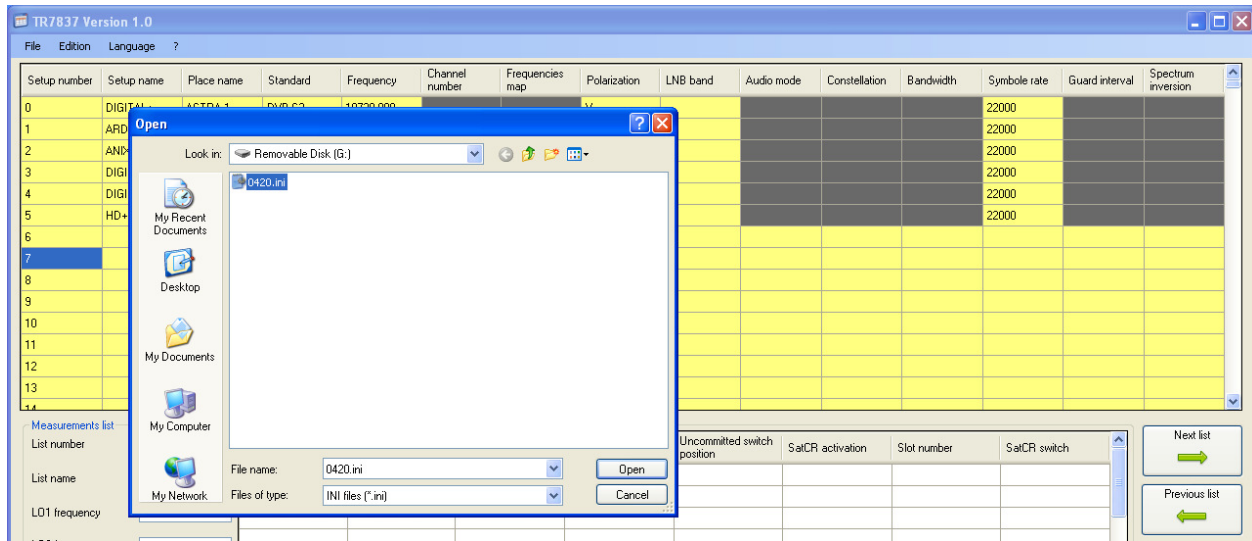 TR7837 Version 1.0
File Edition Language ?
Setup number Setup name Place name Standard Frequency Channel number Frequencies map Polarization LNB band Audio mode Constellation Bandwidth Symbole rate Guard interval Spectrum inversion
0 22000
1 ARD 22000
2 22000
3 DIGI 22000
4 DIGI 22000
5 HD+ 22000
6
7
8
9
10
11
12
13
14
Open
Look in: Removable Disk (G:)
0420.ini
My Recent Documents
Desktop
My Documents
My Computer
My Network
File name: 0420.ini Open
Files of type: INI files (*.ini) Cancel
Measurements list
List number
List name
LO1 frequency
Uncommitted switch position SatCR activation Slot number SatCR switch
Next list
Previous list